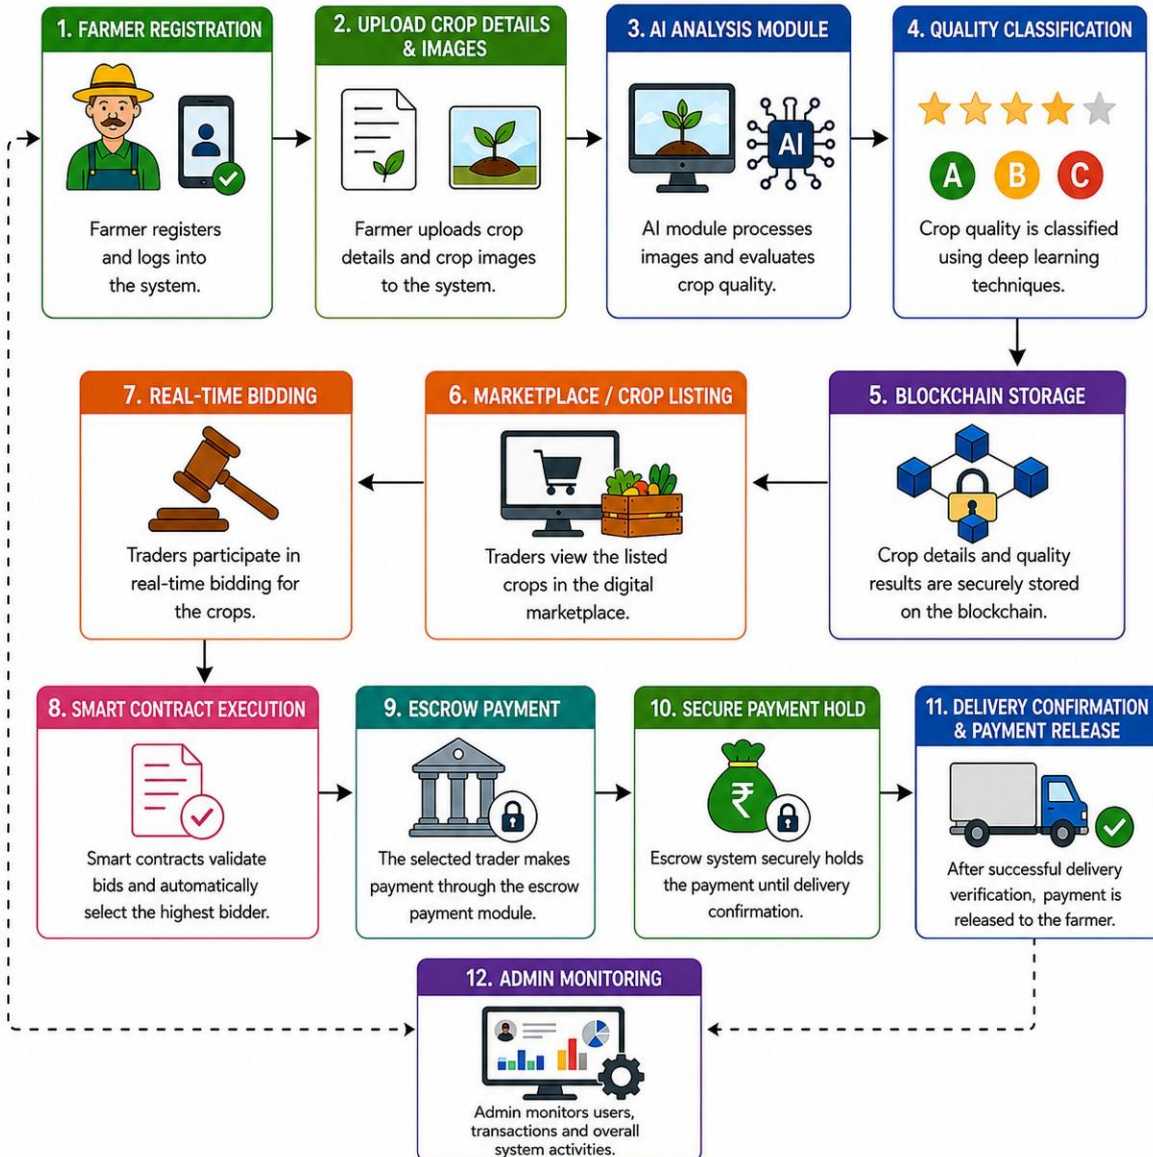 1. FARMER REGISTRATION
Farmer registers
and logs into
the system.
2. UPLOAD CROP DETAILS
& IMAGES
Farmer uploads crop
details and crop images
to the system.
3. AI ANALYSIS MODULE
AI
AI module processes
images and evaluates
crop quality.
4. QUALITY CLASSIFICATION
A B C
Crop quality is classified
using deep learning
techniques.
5. BLOCKCHAIN STORAGE
Crop details and quality
results are securely stored
on the blockchain.
6. MARKETPLACE / CROP LISTING
Traders view the listed
crops in the digital
marketplace.
7. REAL-TIME BIDDING
Traders participate in
real-time bidding for
the crops.
8. SMART CONTRACT EXECUTION
Smart contracts validate
bids and automatically
select the highest bidder.
9. ESCROW PAYMENT
The selected trader makes
payment through the escrow
payment module.
10. SECURE PAYMENT HOLD
₹
Escrow system securely holds
the payment until delivery
confirmation.
11. DELIVERY CONFIRMATION
& PAYMENT RELEASE
After successful delivery
verification, payment is
released to the farmer.
12. ADMIN MONITORING
Admin monitors users,
transactions and overall
system activities.